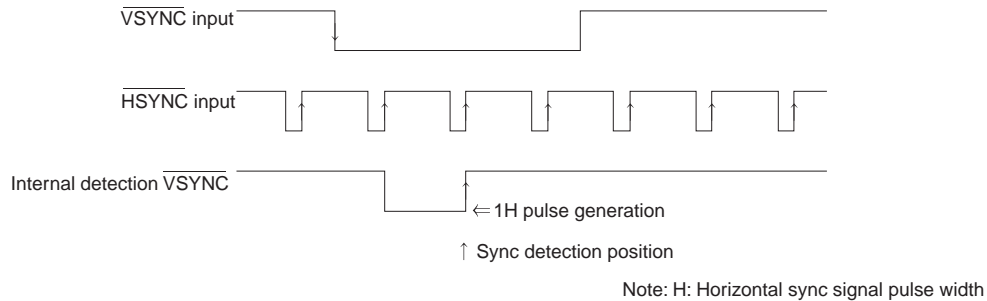 VSYNC input
HSYNC input
Internal detection VSYNC
⇐1H pulse generation
↑ Sync detection position
Note: H: Horizontal sync signal pulse width